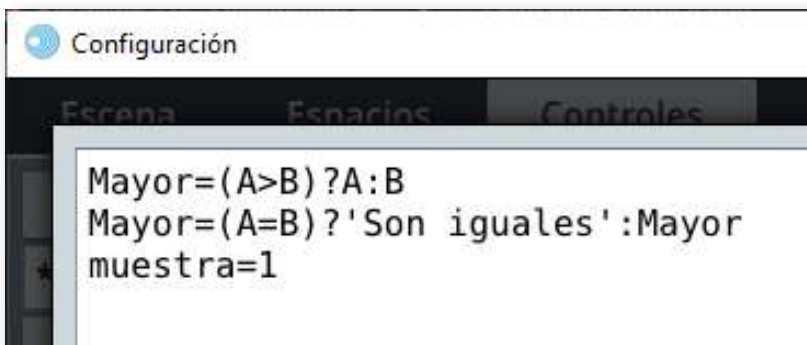 Configuración
Escena Espacios Controles
Mayor=(A>B)?A:B
Mayor=(A=B)?'Son iguales':Mayor
muestra=1